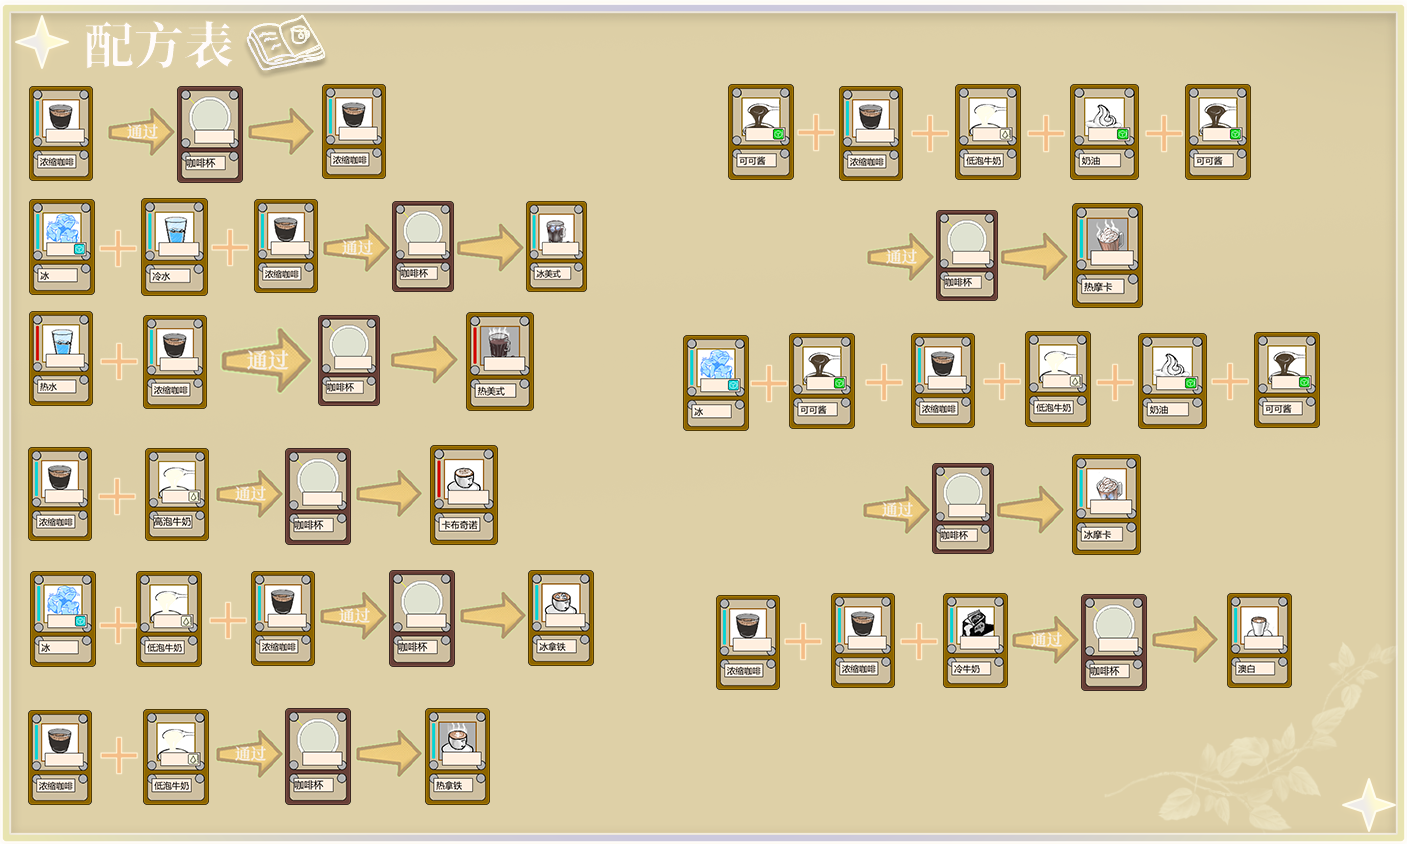 配方表
浓缩咖啡 通过 咖啡杯 浓缩咖啡
冰 冷水 浓缩咖啡 通过 咖啡杯 冰美式
热水 浓缩咖啡 通过 咖啡杯 热美式
浓缩咖啡 高泡牛奶 通过 咖啡杯 卡布奇诺
冰 低泡牛奶 浓缩咖啡 通过 咖啡杯 冰拿铁
浓缩咖啡 低泡牛奶 通过 咖啡杯 热拿铁
可可酱 浓缩咖啡 低泡牛奶 奶油 可可酱
通过 咖啡杯 热摩卡
冰 可可酱 浓缩咖啡 低泡牛奶 奶油 可可酱
通过 咖啡杯 冰摩卡
浓缩咖啡 浓缩咖啡 冷牛奶 通过 咖啡杯 澳白